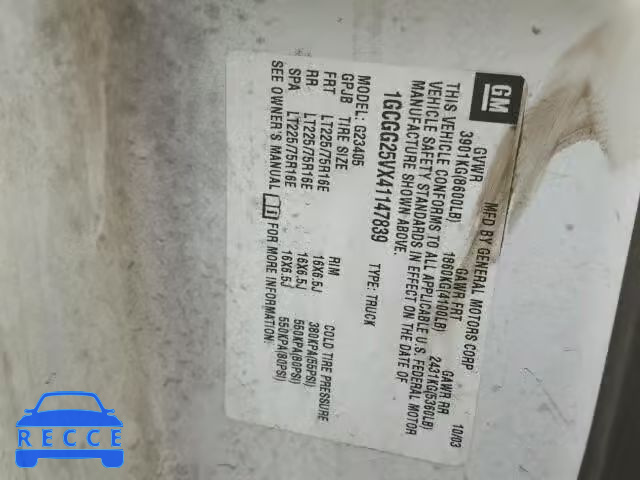 GM
MFD BY GENERAL MOTORS CORP
10/03
GVWR GAWR FRT GAWR RR
3901KG(8600LB) 1860KG(4100LB) 2431KG(5360LB)
THIS VEHICLE CONFORMS TO ALL APPLICABLE U.S. FEDERAL MOTOR
VEHICLE SAFETY STANDARDS IN EFFECT ON THE DATE OF
MANUFACTURE SHOWN ABOVE.
1GCGG25VX41147839 TYPE: TRUCK
MODEL: G23405
GPJB TIRE SIZE RIM COLD TIRE PRESSURE
FRT LT225/75R16E 16X6.5J 380KPA(55PSI)
RR LT225/75R16E 16X6.5J 550KPA(80PSI)
SPA LT225/75R16E 16X6.5J 550KPA(80PSI)
SEE OWNER'S MANUAL FOR MORE INFORMATION.
RECCE